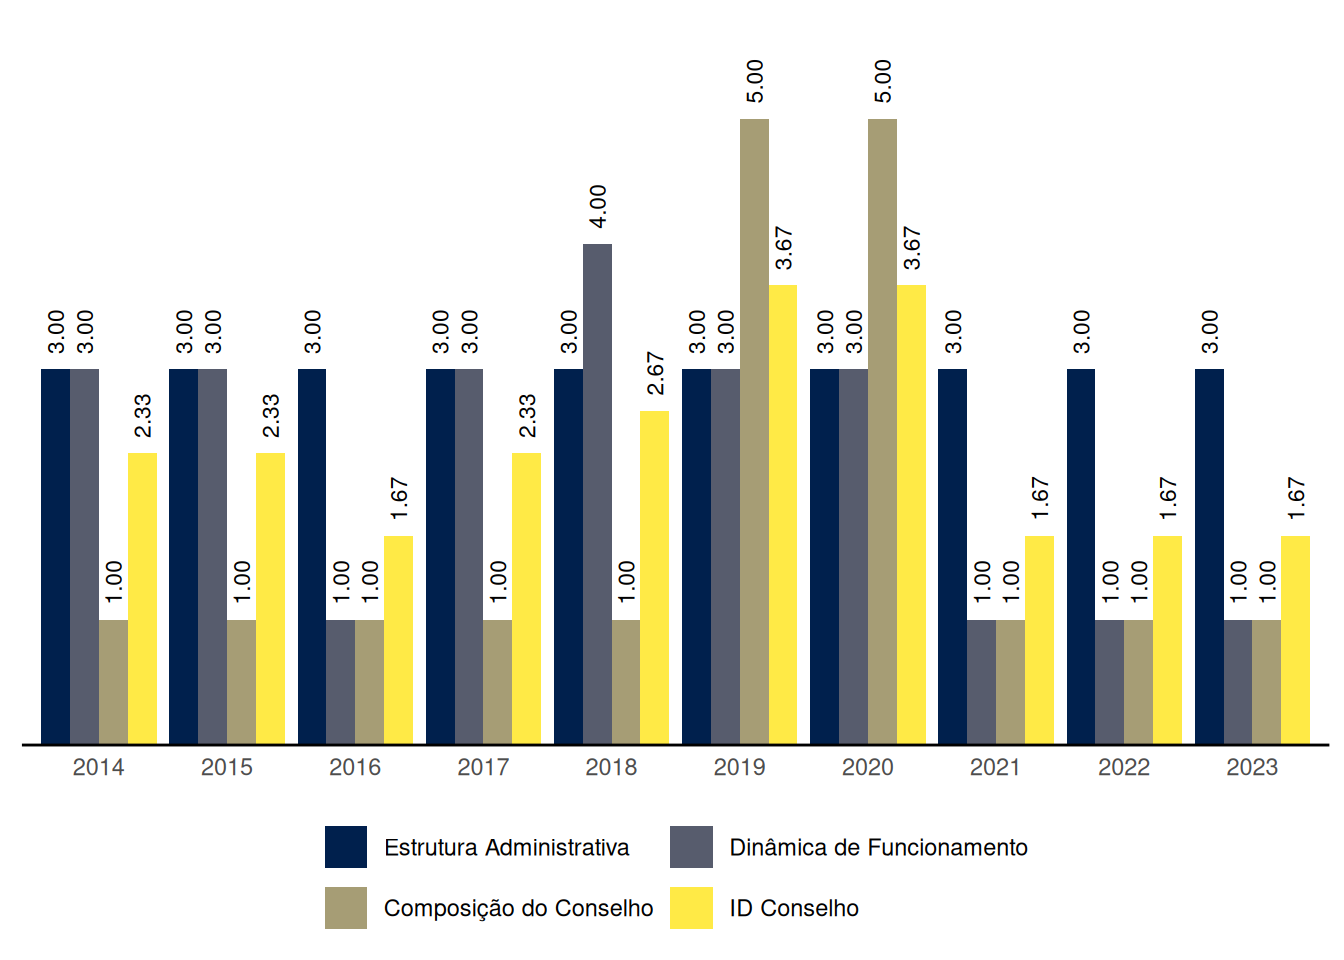 5.00 5.00
4.00
3.67 3.67
3.00 3.00 3.00 3.00 3.00 3.00 3.00 3.00 3.00 3.00 3.00 3.00 3.00 3.00 3.00
2.67
2.33 2.33 2.33
1.67 1.67 1.67 1.67
1.00 1.00 1.00 1.00 1.00 1.00 1.00 1.00 1.00 1.00 1.00 1.00
2014 2015 2016 2017 2018 2019 2020 2021 2022 2023
Estrutura Administrativa Dinâmica de Funcionamento
Composição do Conselho ID Conselho